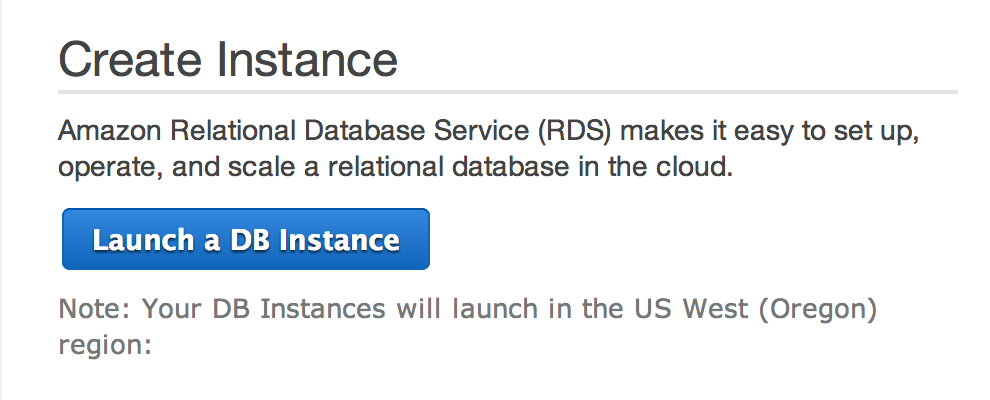 Create Instance
Amazon Relational Database Service (RDS) makes it easy to set up,
operate, and scale a relational database in the cloud.
Launch a DB Instance
Note: Your DB Instances will launch in the US West (Oregon)
region: